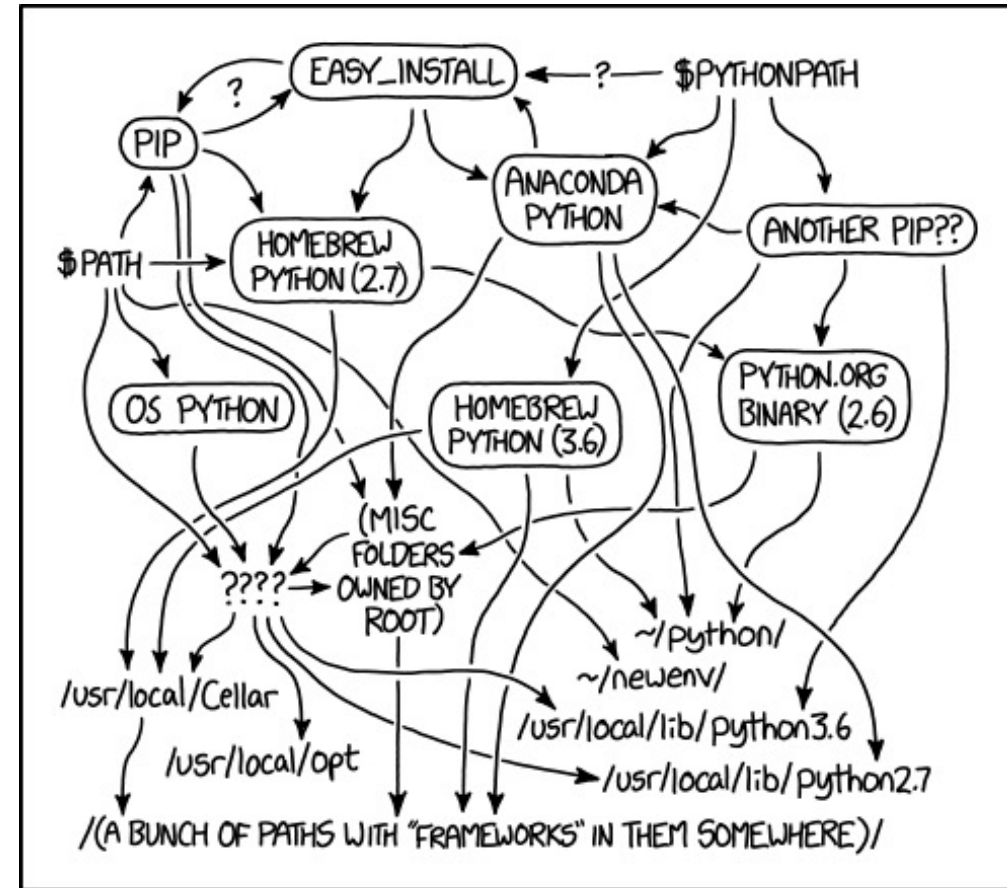 EASY_INSTALL
?
$PYTHONPATH
?
PIP
ANACONDA
PYTHON
ANOTHER PIP??
HOMEBREW
PYTHON (2.7)
$PATH
OS PYTHON
HOMEBREW
PYTHON (3.6)
PYTHON.ORG
BINARY (2.6)
(MISC
FOLDERS
OWNED BY
ROOT)
????
~/python/
~/newenv/
/usr/local/Cellar
/usr/local/lib/python3.6
/usr/local/opt
/usr/local/lib/python2.7
/(A BUNCH OF PATHS WITH "FRAMEWORKS" IN THEM SOMEWHERE)/